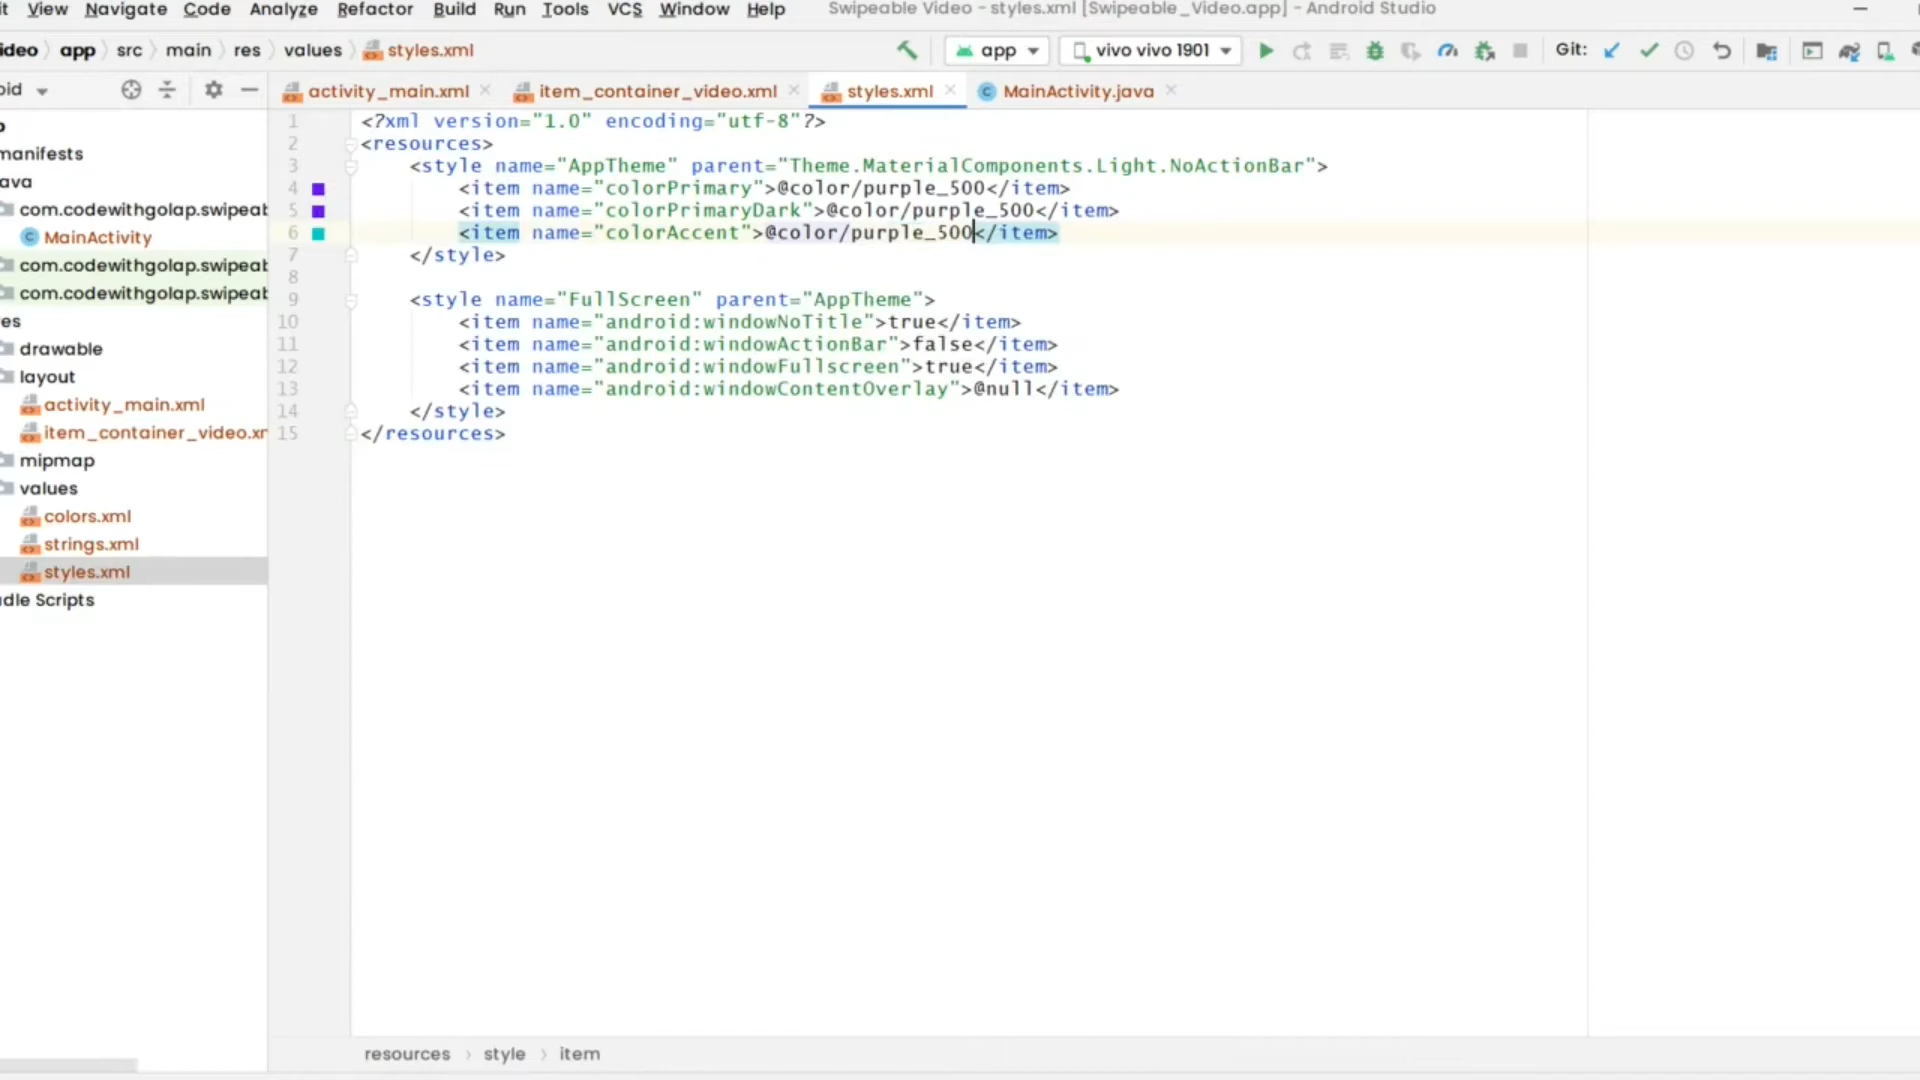 it View Navigate Code Analyze Refactor Build Run Tools VCS Window Help Swipeable Video - styles.xml [Swipeable_Video.app] - Android Studio
ideo app src main res values styles.xml app vivo vivo 1901 Git:
oid activity_main.xml item_container_video.xml styles.xml MainActivity.java
manifests
ava
com.codewithgolap.swipeab
MainActivity
com.codewithgolap.swipeab
com.codewithgolap.swipeab
es
drawable
layout
activity_main.xml
item_container_video.xm
mipmap
values
colors.xml
strings.xml
styles.xml
dle Scripts
1 <?xml version="1.0" encoding="utf-8"?>
2 <resources>
3 <style name="AppTheme" parent="Theme.MaterialComponents.Light.NoActionBar">
4 <item name="colorPrimary">@color/purple_500</item>
5 <item name="colorPrimaryDark">@color/purple_500</item>
6 <item name="colorAccent">@color/purple_500</item>
7 </style>
8
9 <style name="FullScreen" parent="AppTheme">
10 <item name="android:windowNoTitle">true</item>
11 <item name="android:windowActionBar">false</item>
12 <item name="android:windowFullscreen">true</item>
13 <item name="android:windowContentOverlay">@null</item>
14 </style>
15 </resources>
resources › style › item